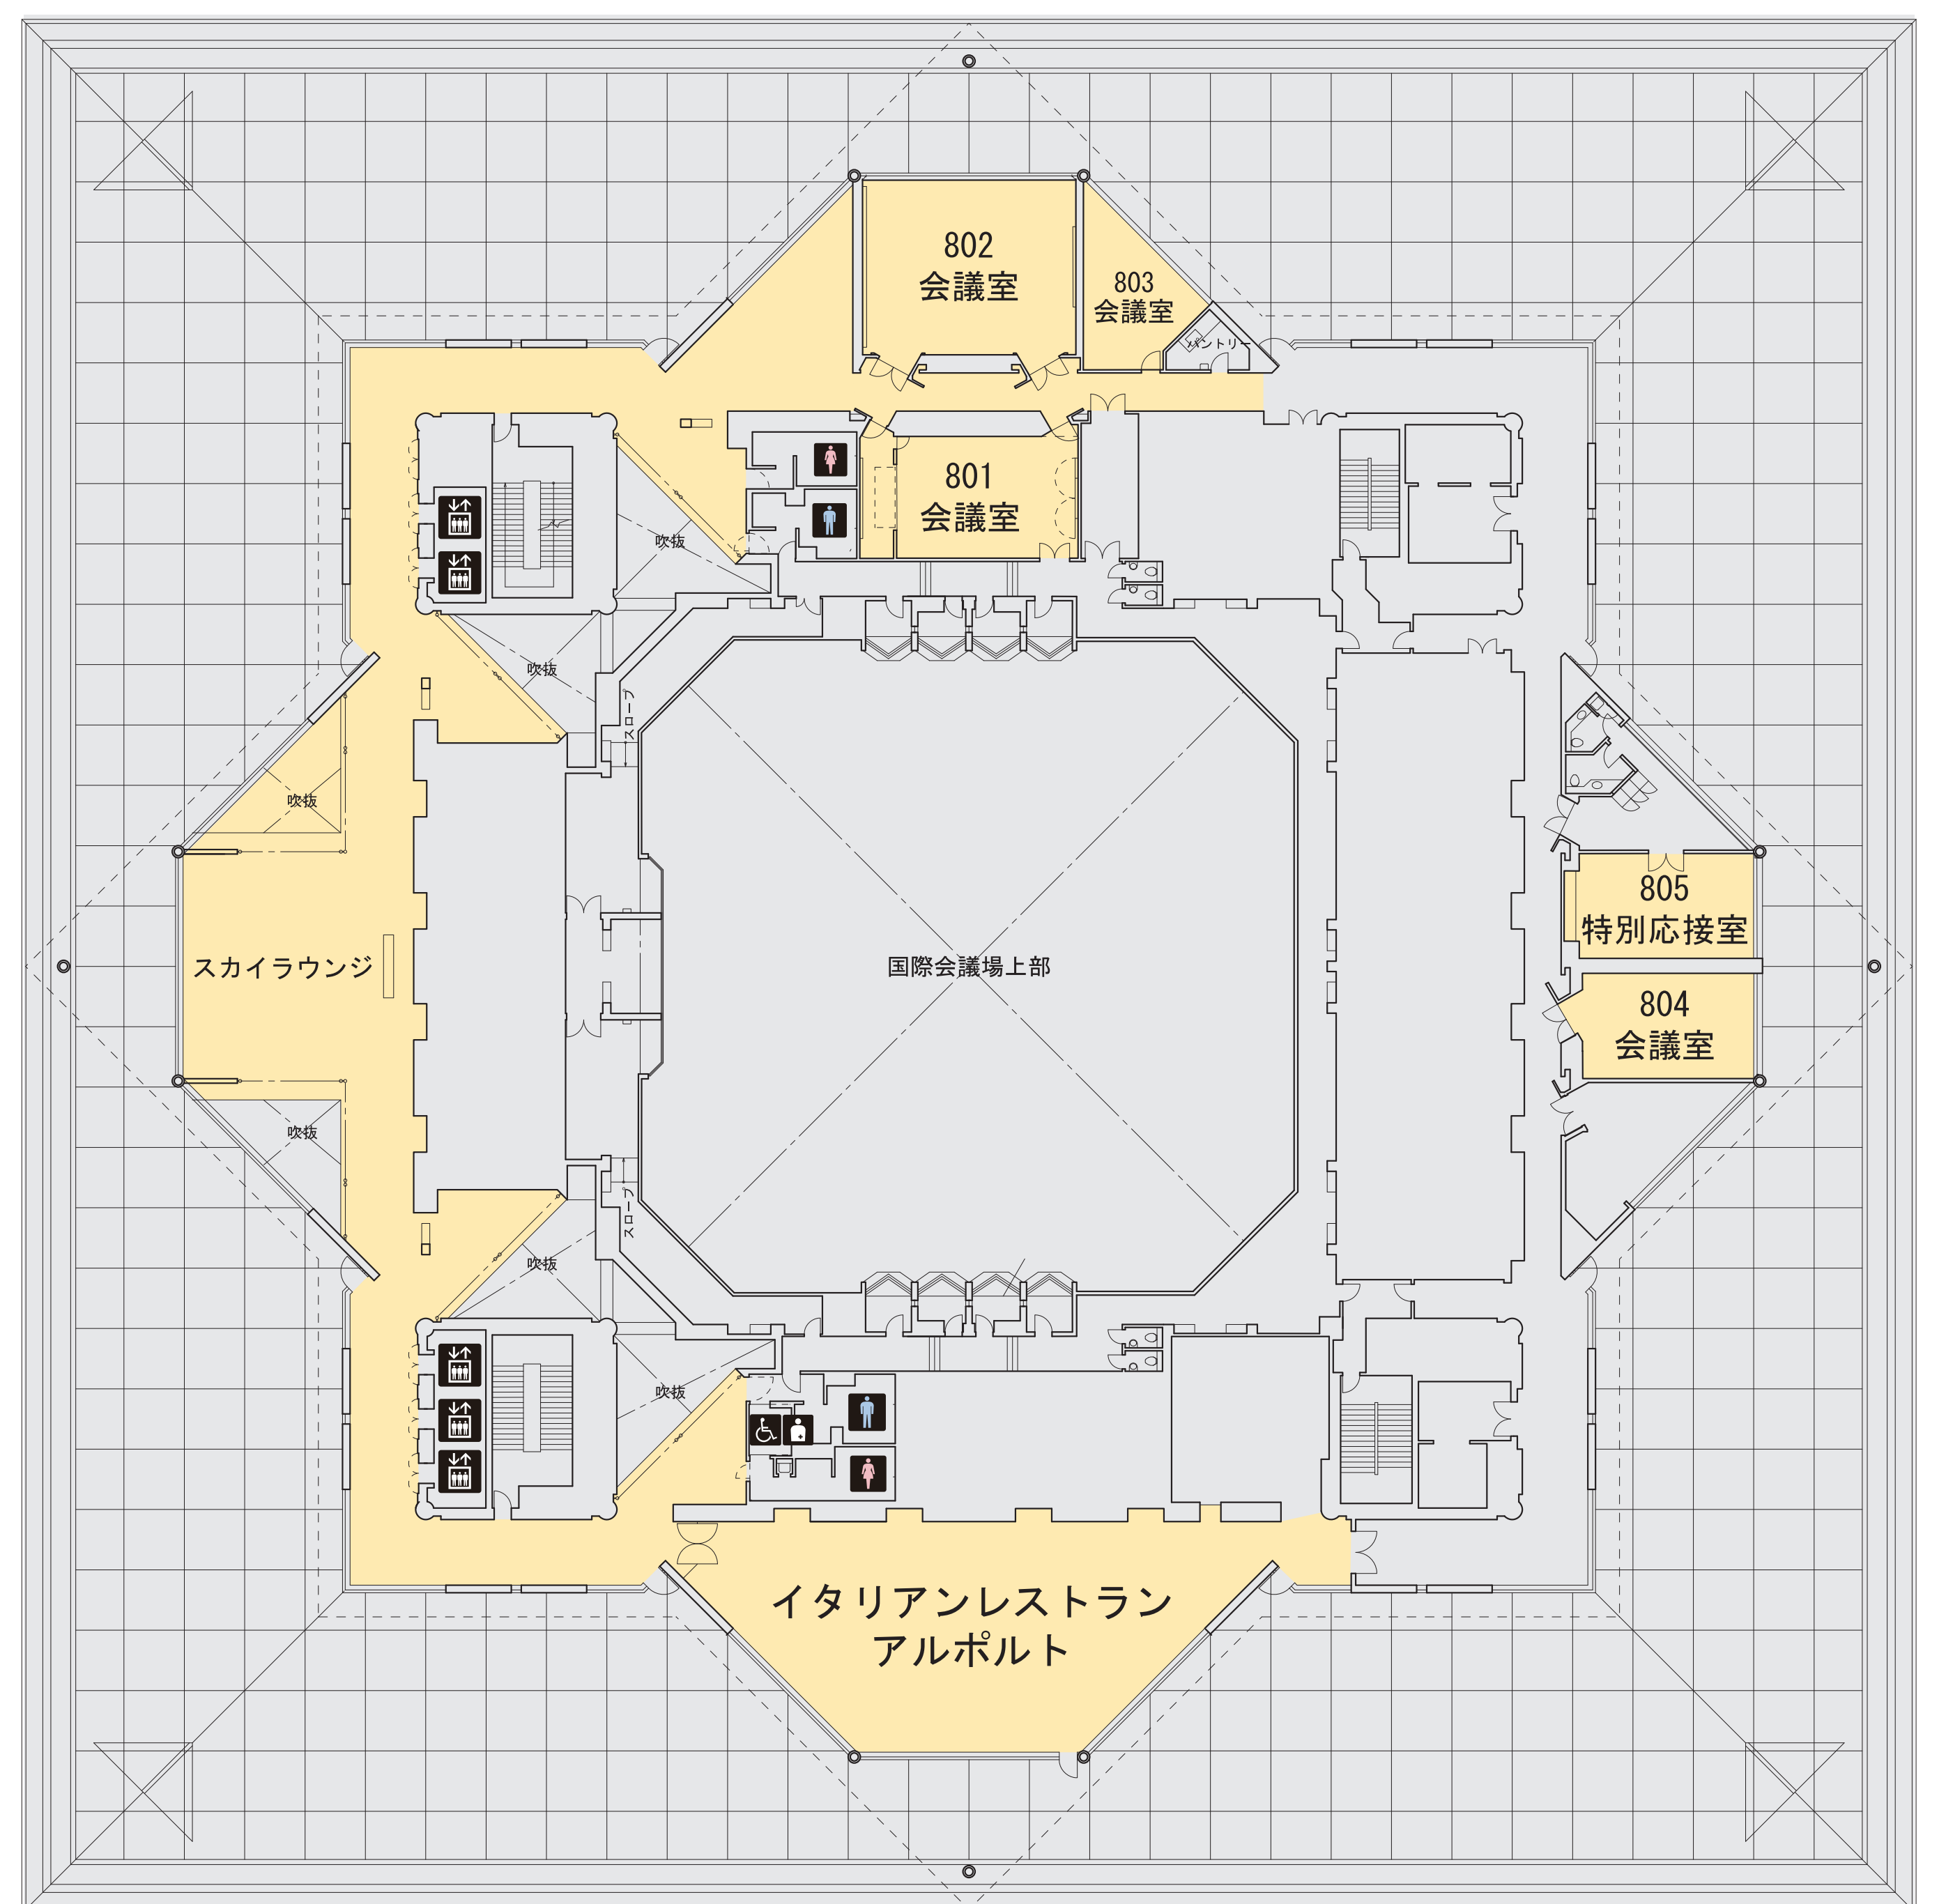 802
会議室
803
会議室
パントリー
801
会議室
吹抜
吹抜
スロープ
吹抜
805
特別応接室
スカイラウンジ
国際会議場上部
804
会議室
吹抜
スロープ
吹抜
吹抜
イタリアンレストラン
アルポルト